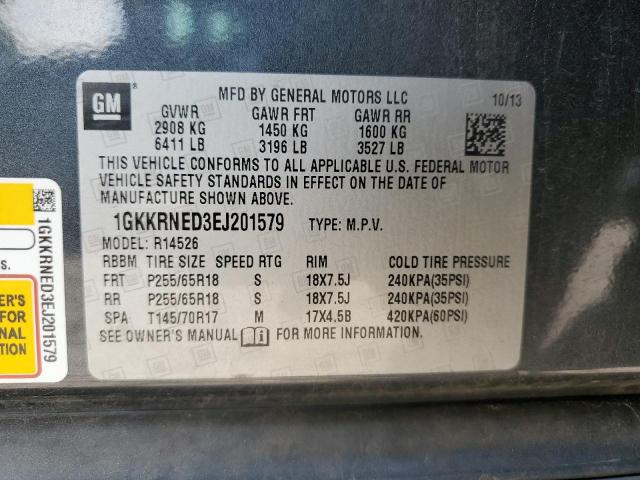 GM
®
MFD BY GENERAL MOTORS LLC 10/13
GVWR GAWR FRT GAWR RR
2908 KG 1450 KG 1600 KG
6411 LB 3196 LB 3527 LB
THIS VEHICLE CONFORMS TO ALL APPLICABLE U.S. FEDERAL MOTOR
VEHICLE SAFETY STANDARDS IN EFFECT ON THE DATE OF
MANUFACTURE SHOWN ABOVE.
1GKKRNED3EJ201579 TYPE: M.P.V.
MODEL: R14526
RBBM TIRE SIZE SPEED RTG RIM COLD TIRE PRESSURE
FRT P255/65R18 S 18X7.5J 240KPA(35PSI)
RR P255/65R18 S 18X7.5J 240KPA(35PSI)
SPA T145/70R17 M 17X4.5B 420KPA(60PSI)
SEE OWNER'S MANUAL i FOR MORE INFORMATION.
1GKKRNED3EJ201579
ER'S
FOR
NAL
TION